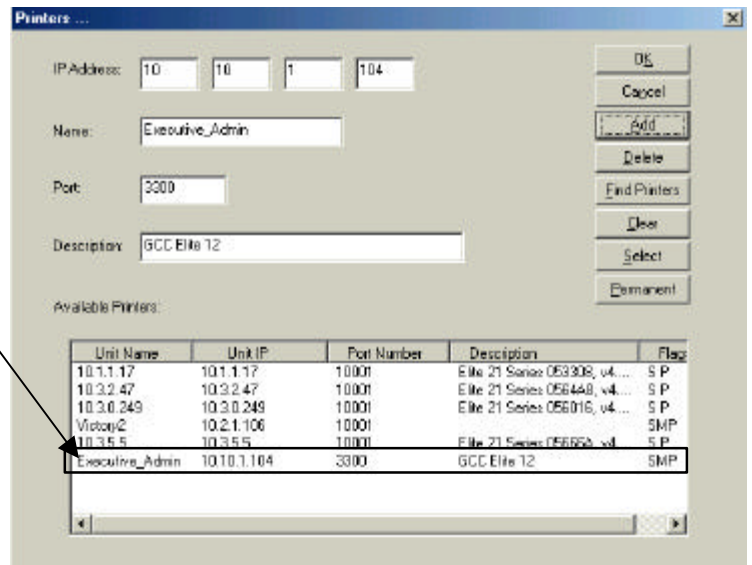 Printers ...
IP Address: 10 10 1 104
Name: Executive_Admin
Port: 3300
Description: GCC Elite 12
OK
Cancel
Add
Delete
Find Printers
Clear
Select
Permanent
Available Printers:
Unit Name Unit IP Port Number Description Flags
10.1.1.17 10.1.1.17 10001 Elite 21 Series 053308, v4.... S P
10.3.2.47 10.3.2.47 10001 Elite 21 Series v4.... S P
10.3.0.249 10.3.0.249 10001 Elite 21 Series 056016, v4.... S P
Victory2 10.2.1.106 10001 SMP
10.3.5.5 10.3.5.5 10001 Elite 21 Series v4.... S P
Executive_Admin 10.10.1.104 3300 GCC Elite 12 SMP